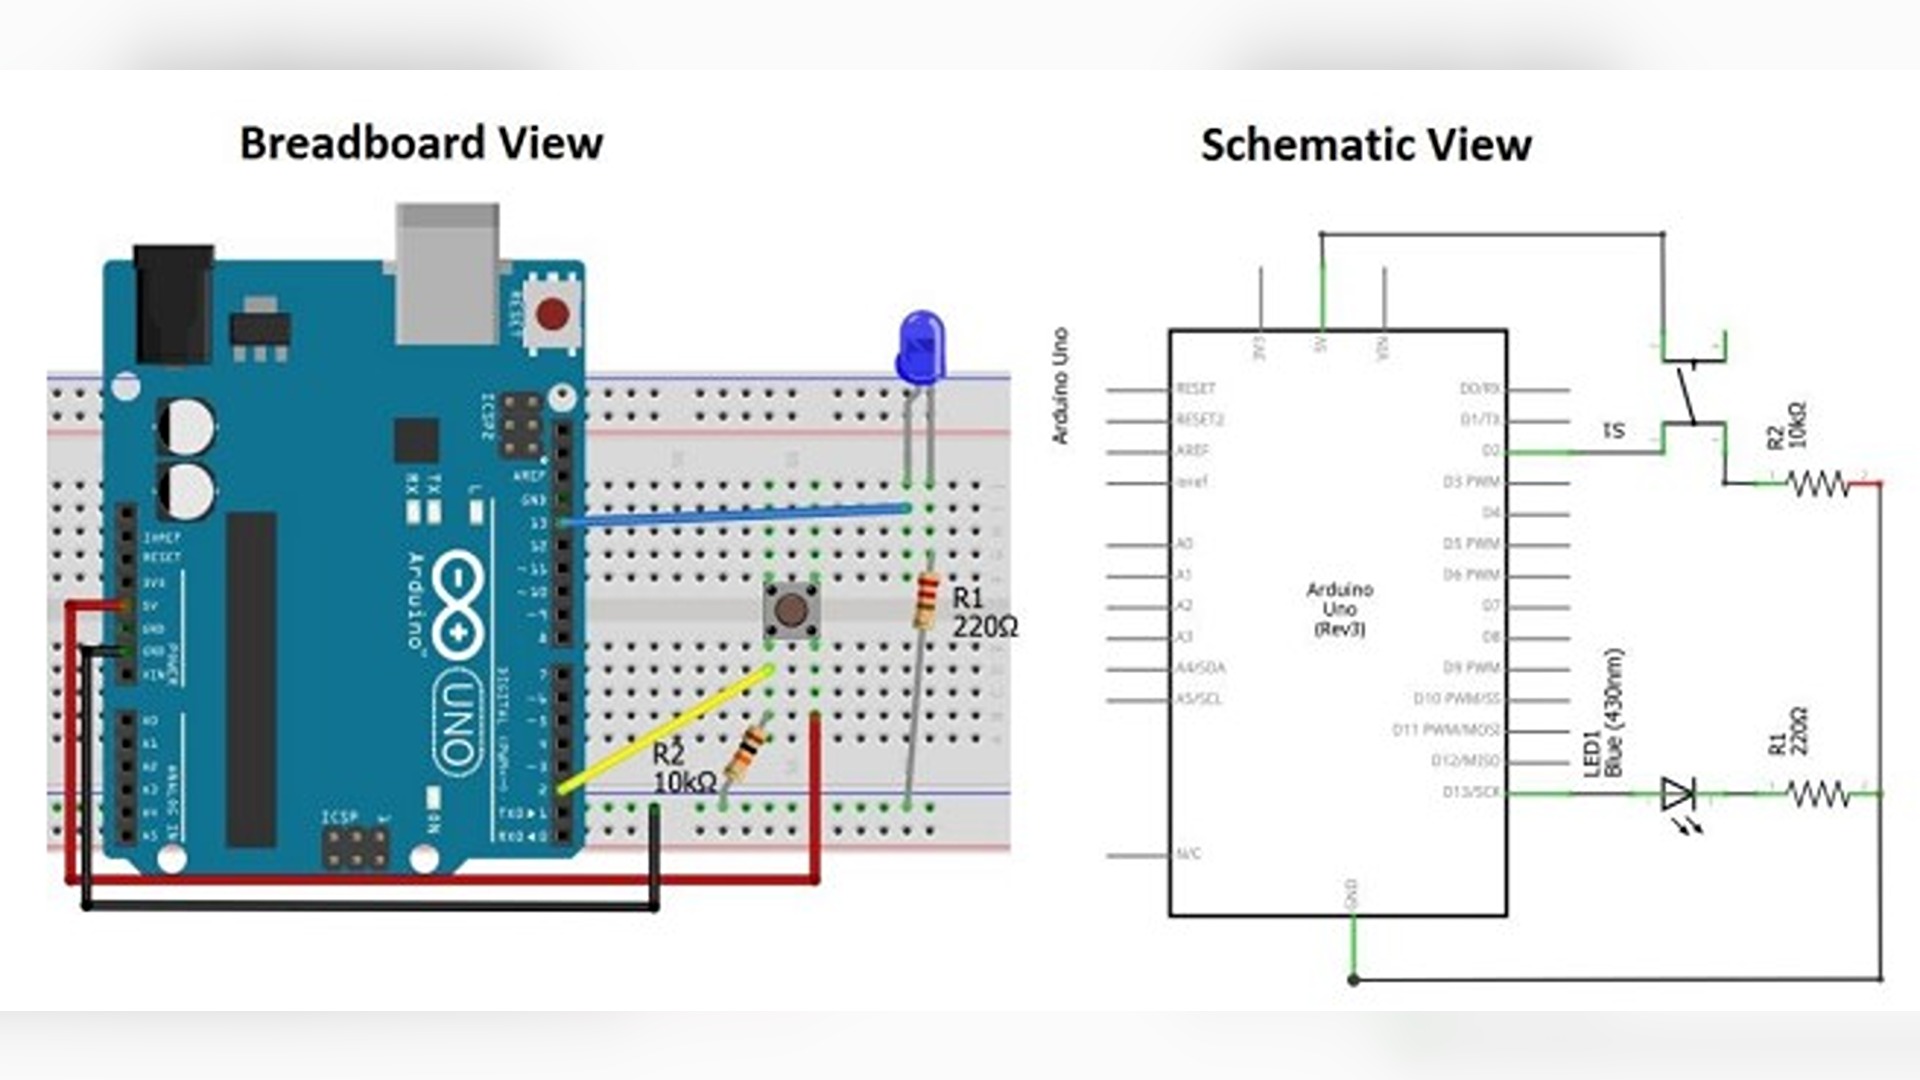 Breadboard View
RESET
ICSP2
AREF
GND
13
12
~11
~10
~9
8
7
~6
~5
4
~3
2
TX0▶1
RX0◀0
DIGITAL (PWM=~)
RX
TX
L
Arduino™
UNO
ON
IOREF
RESET
3V3
5V
GND
GND
VIN
POWER
A0
A1
A2
A3
A4
A5
ANALOG IN
ICSP
1
R1
220Ω
R2
10kΩ
Schematic View
Arduino Uno
3V3
5V
VIN
RESET
RESET2
AREF
ioref
A0
A1
A2
A3
A4/SDA
A5/SCL
N/C
D0/RX
D1/TX
D2
D3 PWM
D4
D5 PWM
D6 PWM
D7
D8
D9 PWM
D10 PWM/SS
D11 PWM/MOSI
D12/MISO
D13/SCK
Arduino
Uno
(Rev3)
GND
S1
R2
10kΩ
LED1
Blue (430nm)
R1
220Ω